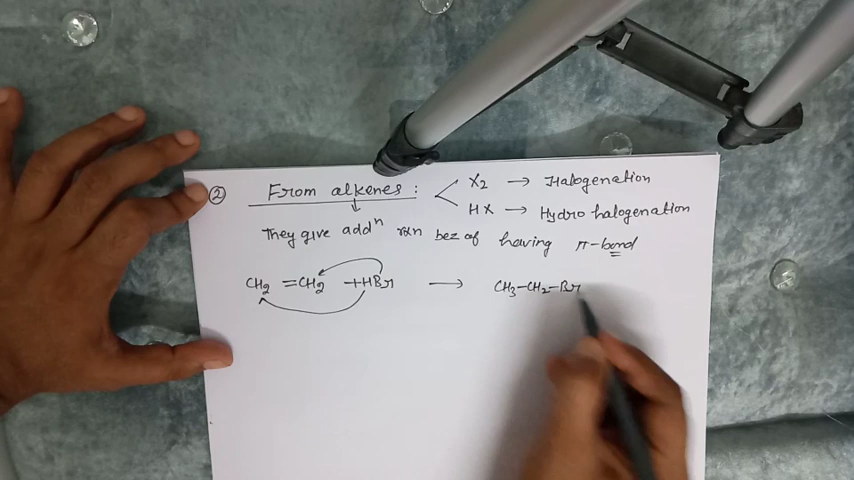 ② From alkenes : X2 → Halogenation
HX → Hydro halogenation
They give addⁿ rxn bcz of having π-bond
CH2 = CH2 + HBr → CH3-CH2-Br